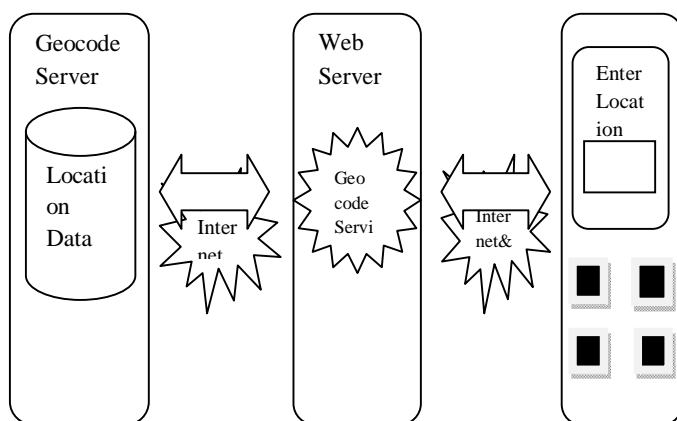 Geocode
Server
Locati
on
Data
Inter
net
Web
Server
Geo
code
Servi
Inter
net&
Enter
Locat
ion